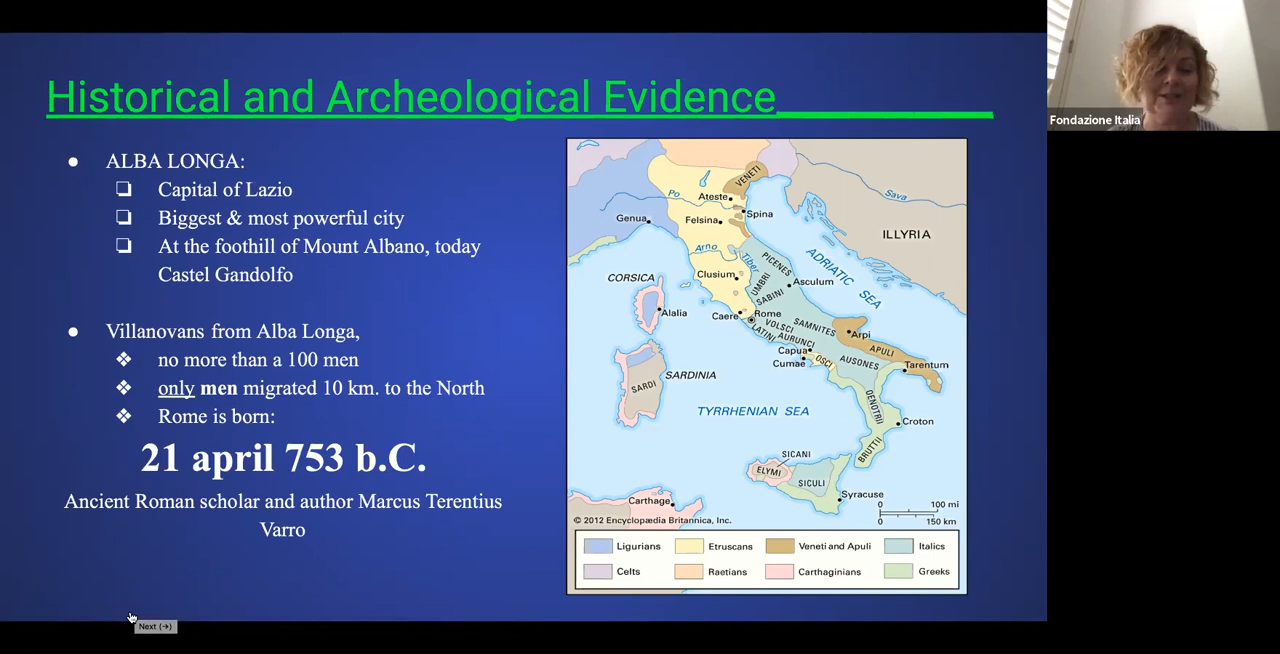 Historical and Archeological Evidence
Fondazione Italia
● ALBA LONGA:
❏ Capital of Lazio
❏ Biggest & most powerful city
❏ At the foothill of Mount Albano, today
Castel Gandolfo
● Villanovans from Alba Longa,
❖ no more than a 100 men
❖ only men migrated 10 km. to the North
❖ Rome is born:
21 april 753 b.C.
Ancient Roman scholar and author Marcus Terentius
Varro
VENETI
Po
Ateste
Sava
Genua
Felsina
Spina
ILLYRIA
Arno
Tiber
PICENES
ADRIATIC SEA
CORSICA
Clusium
UMBRI
Asculum
SABINI
Alalia
Caere
Rome
VOLSCI
SAMNITES
LATINI
AURUNCI
Arpi
APULI
Capua
OSCI
AUSONES
Cumae
Tarentum
SARDINIA
SARDI
TYRRHENIAN SEA
OENOTRII
Croton
BRUTTII
SICANI
ELYMI
SICULI
Syracuse
Carthage
0 100 mi
0 150 km
© 2012 Encyclopædia Britannica, Inc.
Ligurians Etruscans Veneti and Apuli Italics
Celts Raetians Carthaginians Greeks
Next (→)